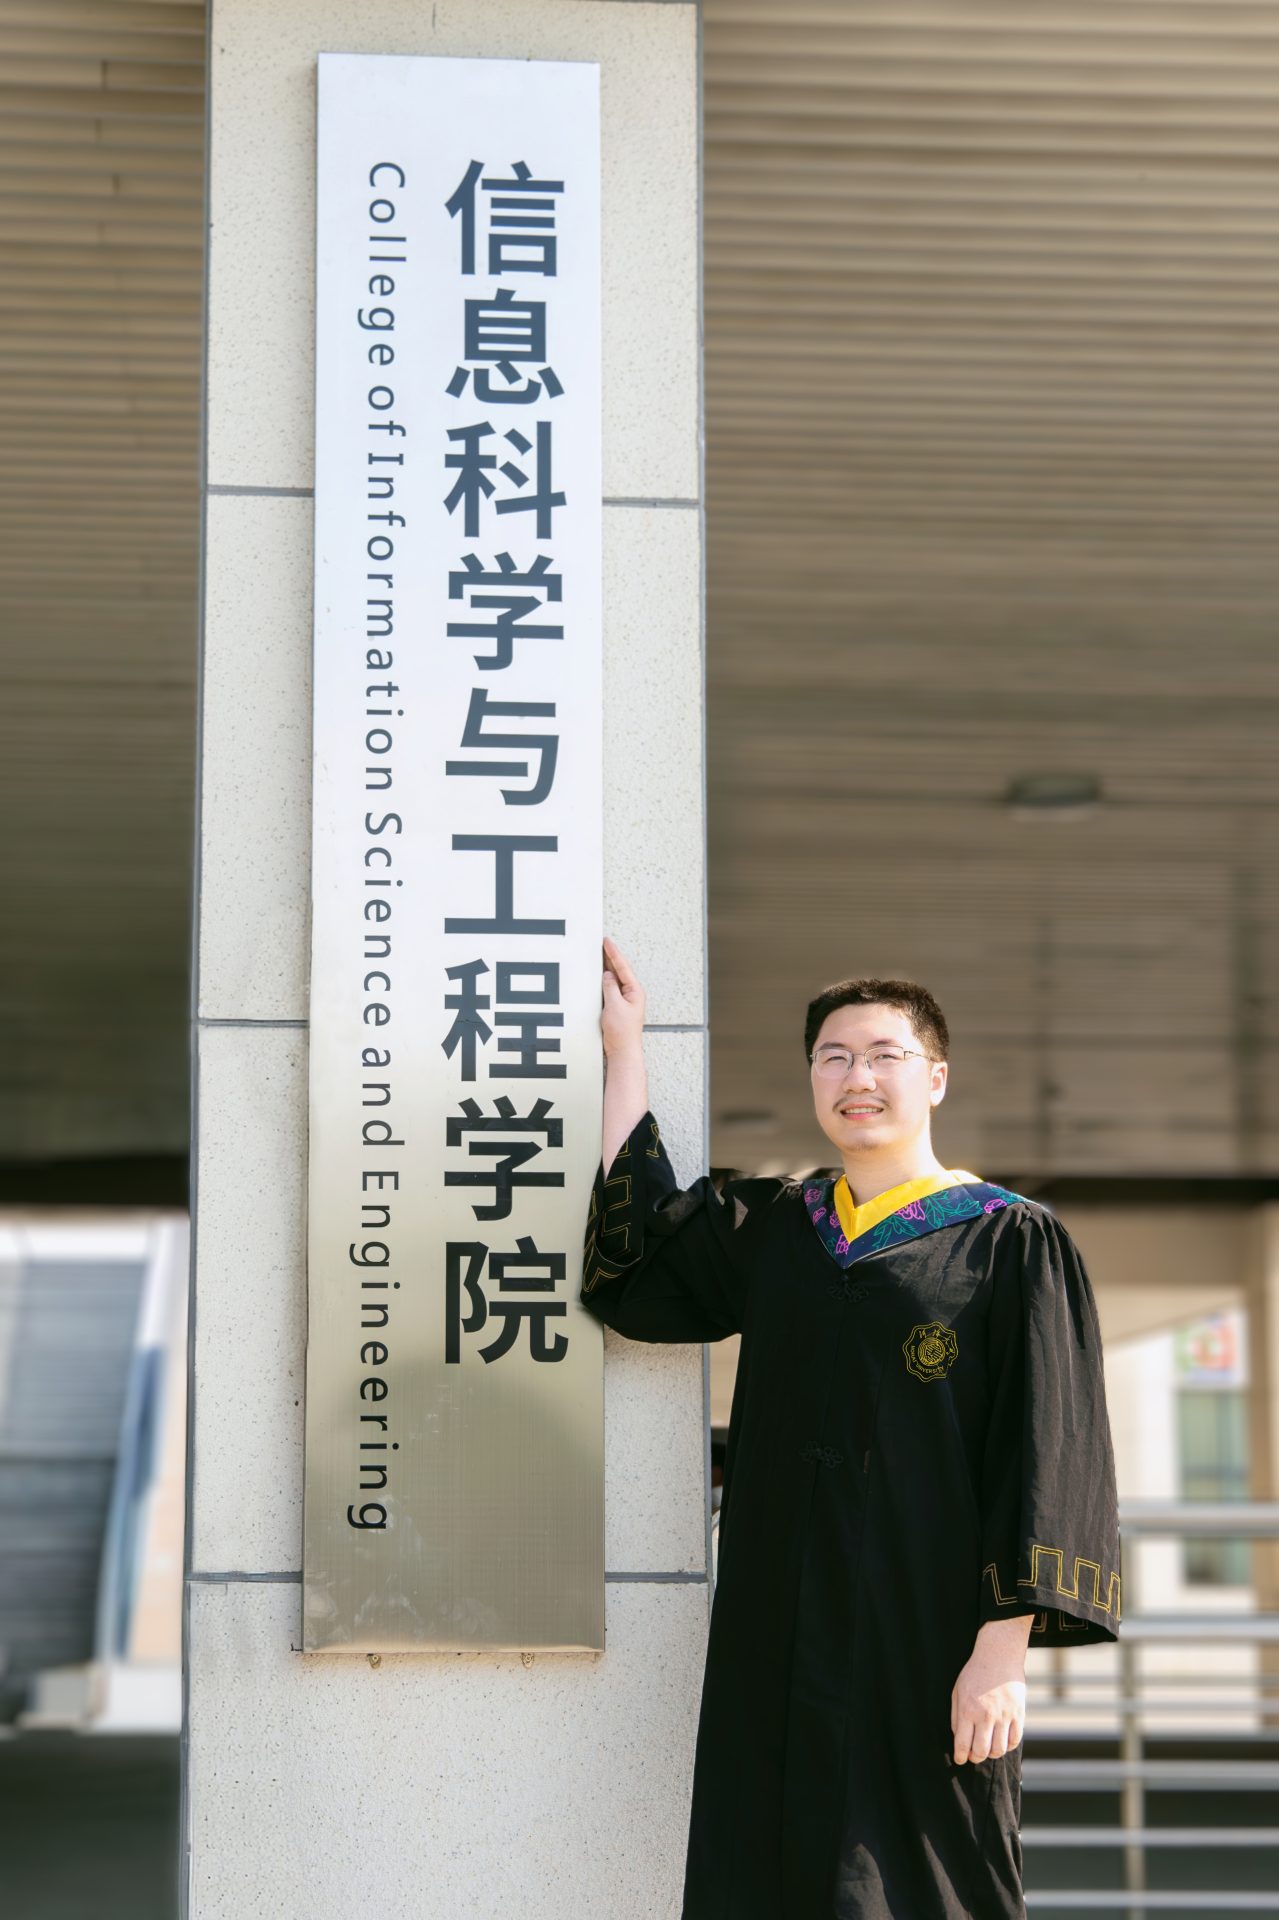 信息科学与工程学院
College of Information Science and Engineering